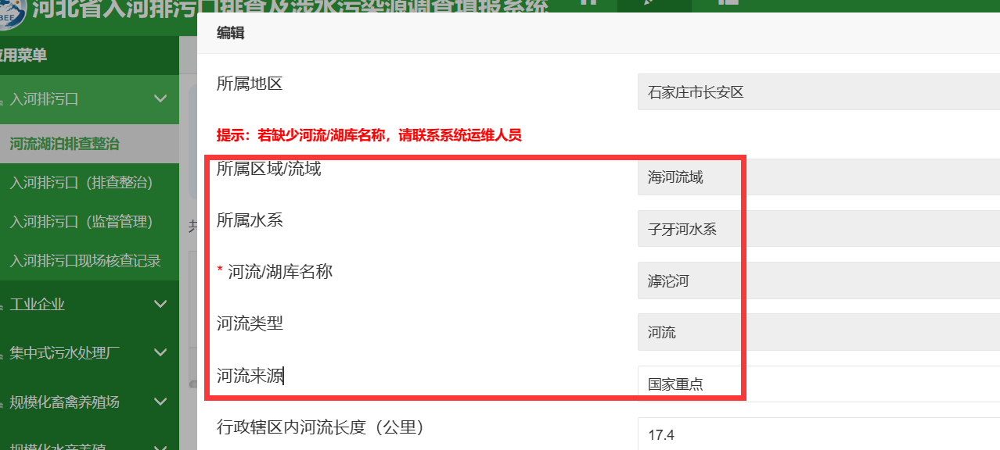 河北省入河排污口排查及涉水污染源调查填报系统
应用菜单
入河排污口
河流湖泊排查整治
入河排污口（排查整治）
入河排污口（监督管理）
入河排污口现场核查记录
工业企业
集中式污水处理厂
规模化畜禽养殖场
规模化水产养殖
共
编辑
所属地区
石家庄市长安区
提示：若缺少河流/湖库名称，请联系系统运维人员
所属区域/流域
海河流域
所属水系
子牙河水系
* 河流/湖库名称
滹沱河
河流类型
河流
河流来源
国家重点
行政辖区内河流长度（公里）
17.4